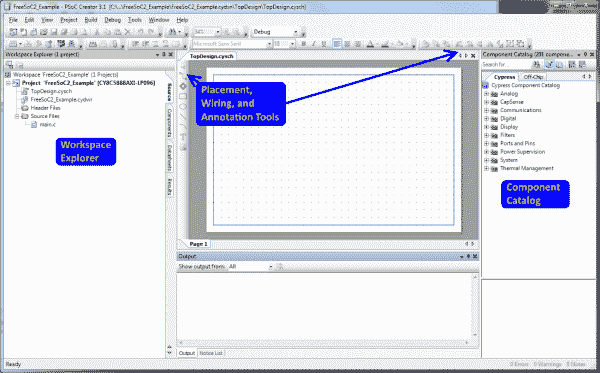 FreeSoC2_Example - PSoC Creator 3.1 [C:\...\FreeSoC2_Example\FreeSoC2_Example.cydsn\TopDesign\TopDesign.cysch]
File Edit View Project Build Debug Tools Window Help
Debug
Microsoft Sans Serif
Workspace Explorer (1 project)
Workspace 'FreeSoC2_Example' (1 Projects)
Project 'FreeSoC2_Example' [CY8C5888AXI-LP096]
TopDesign.cysch
FreeSoC2_Example.cydwr
Header Files
Source Files
main.c
Workspace
Explorer
Source
Components
Datasheets
Results
TopDesign.cysch
Placement,
Wiring, and
Annotation Tools
Page 1
Output
Show output from: All
Output Notice List
Component Catalog (201 compone...
Search for...
Cypress Off-Chip
Cypress Component Catalog
Analog
CapSense
Communications
Digital
Display
Filters
Ports and Pins
Power Supervision
System
Thermal Management
Component
Catalog
Ready
0 Errors 0 Warnings 0 Notes